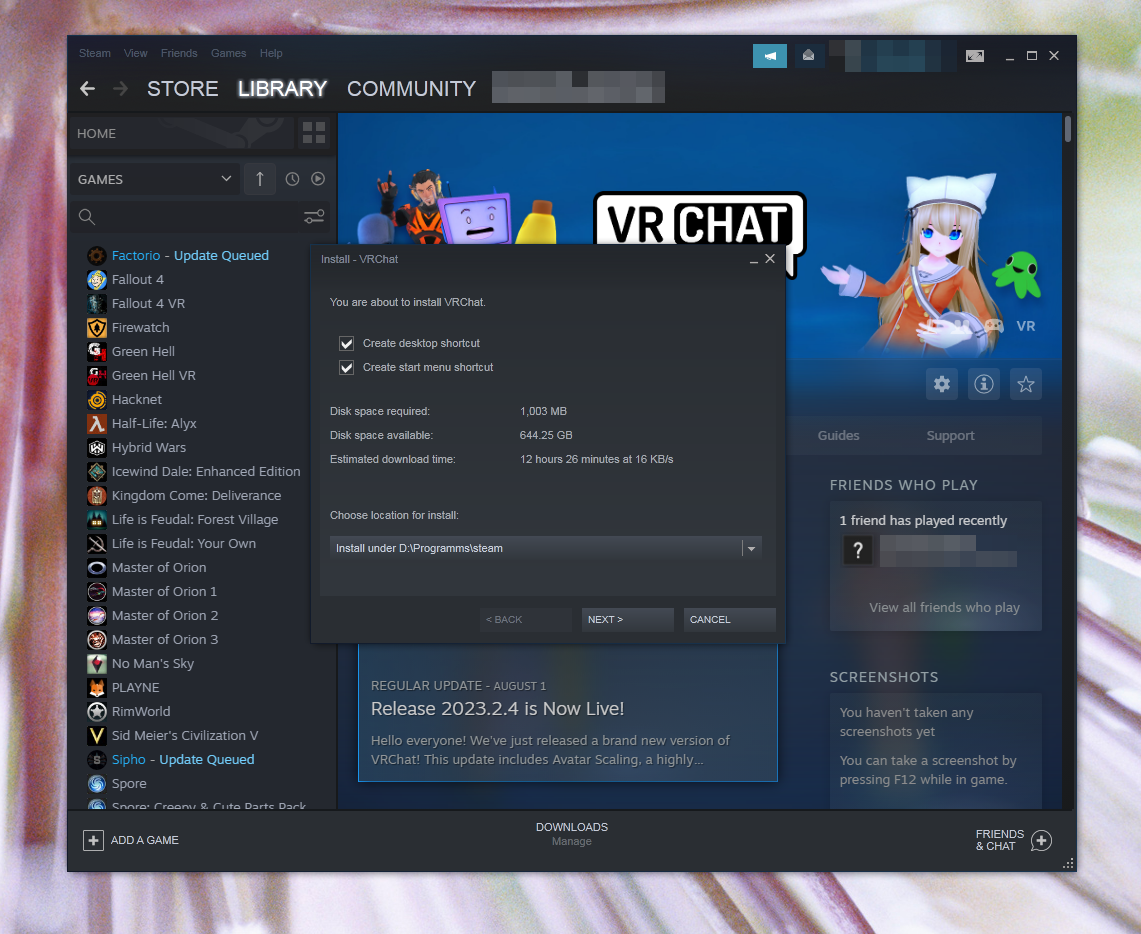 Steam View Friends Games Help
STORE LIBRARY COMMUNITY
HOME
GAMES
Factorio - Update Queued
Fallout 4
Fallout 4 VR
Firewatch
Green Hell
Green Hell VR
Hacknet
Half-Life: Alyx
Hybrid Wars
Icewind Dale: Enhanced Edition
Kingdom Come: Deliverance
Life is Feudal: Forest Village
Life is Feudal: Your Own
Master of Orion
Master of Orion 1
Master of Orion 2
Master of Orion 3
No Man's Sky
PLAYNE
RimWorld
Sid Meier's Civilization V
Sipho - Update Queued
Spore
Spore: Creepy & Cute Parts Pack
VRCHAT
VR
Install - VRChat
You are about to install VRChat.
Create desktop shortcut
Create start menu shortcut
Disk space required: 1,003 MB
Disk space available: 644.25 GB
Estimated download time: 12 hours 26 minutes at 16 KB/s
Choose location for install:
Install under D:\Programms\steam
< BACK NEXT > CANCEL
Guides Support
FRIENDS WHO PLAY
1 friend has played recently
?
View all friends who play
SCREENSHOTS
You haven't taken any
screenshots yet
You can take a screenshot by
pressing F12 while in game.
REGULAR UPDATE - AUGUST 1
Release 2023.2.4 is Now Live!
Hello everyone! We've just released a brand new version of
VRChat! This update includes Avatar Scaling, a highly...
ADD A GAME
DOWNLOADS
Manage
FRIENDS
& CHAT